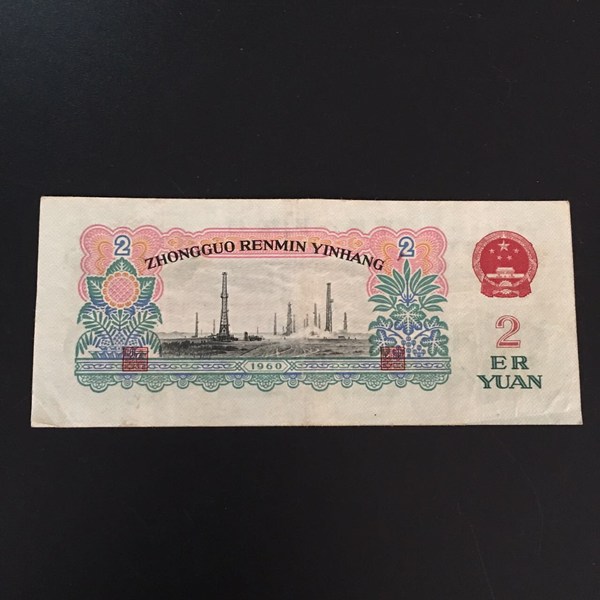 2 ZHONGGUO RENMIN YINHANG 2
1960
2
ER
YUAN